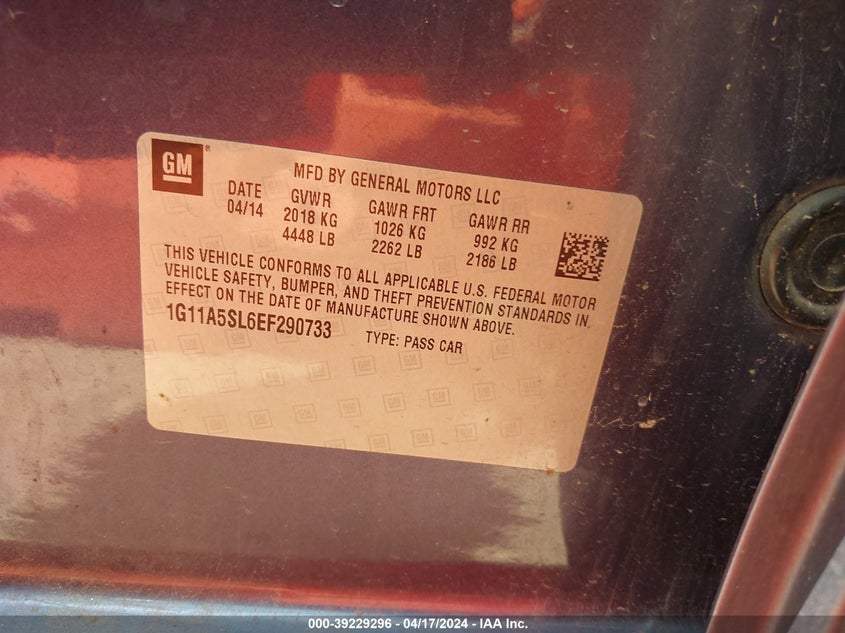 GM®
MFD BY GENERAL MOTORS LLC
DATE GVWR GAWR FRT GAWR RR
04/14 2018 KG 1026 KG 992 KG
4448 LB 2262 LB 2186 LB
THIS VEHICLE CONFORMS TO ALL APPLICABLE U.S. FEDERAL MOTOR
VEHICLE SAFETY, BUMPER, AND THEFT PREVENTION STANDARDS IN
EFFECT ON THE DATE OF MANUFACTURE SHOWN ABOVE.
1G11A5SL6EF290733 TYPE: PASS CAR
000-39229296 - 04/17/2024 - IAA Inc.